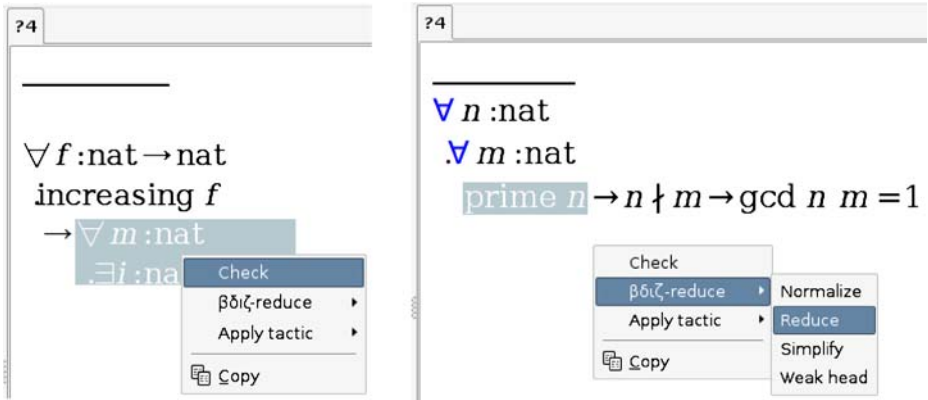 ?4
∀ f :nat→nat
.increasing f
→∀ m :nat
.∃i :na
Check
βδιζ-reduce
Apply tactic
Copy
?4
∀ n :nat
.∀ m :nat
prime n→n ∤ m→gcd n m=1
Check
βδιζ-reduce
Apply tactic
Copy
Normalize
Reduce
Simplify
Weak head